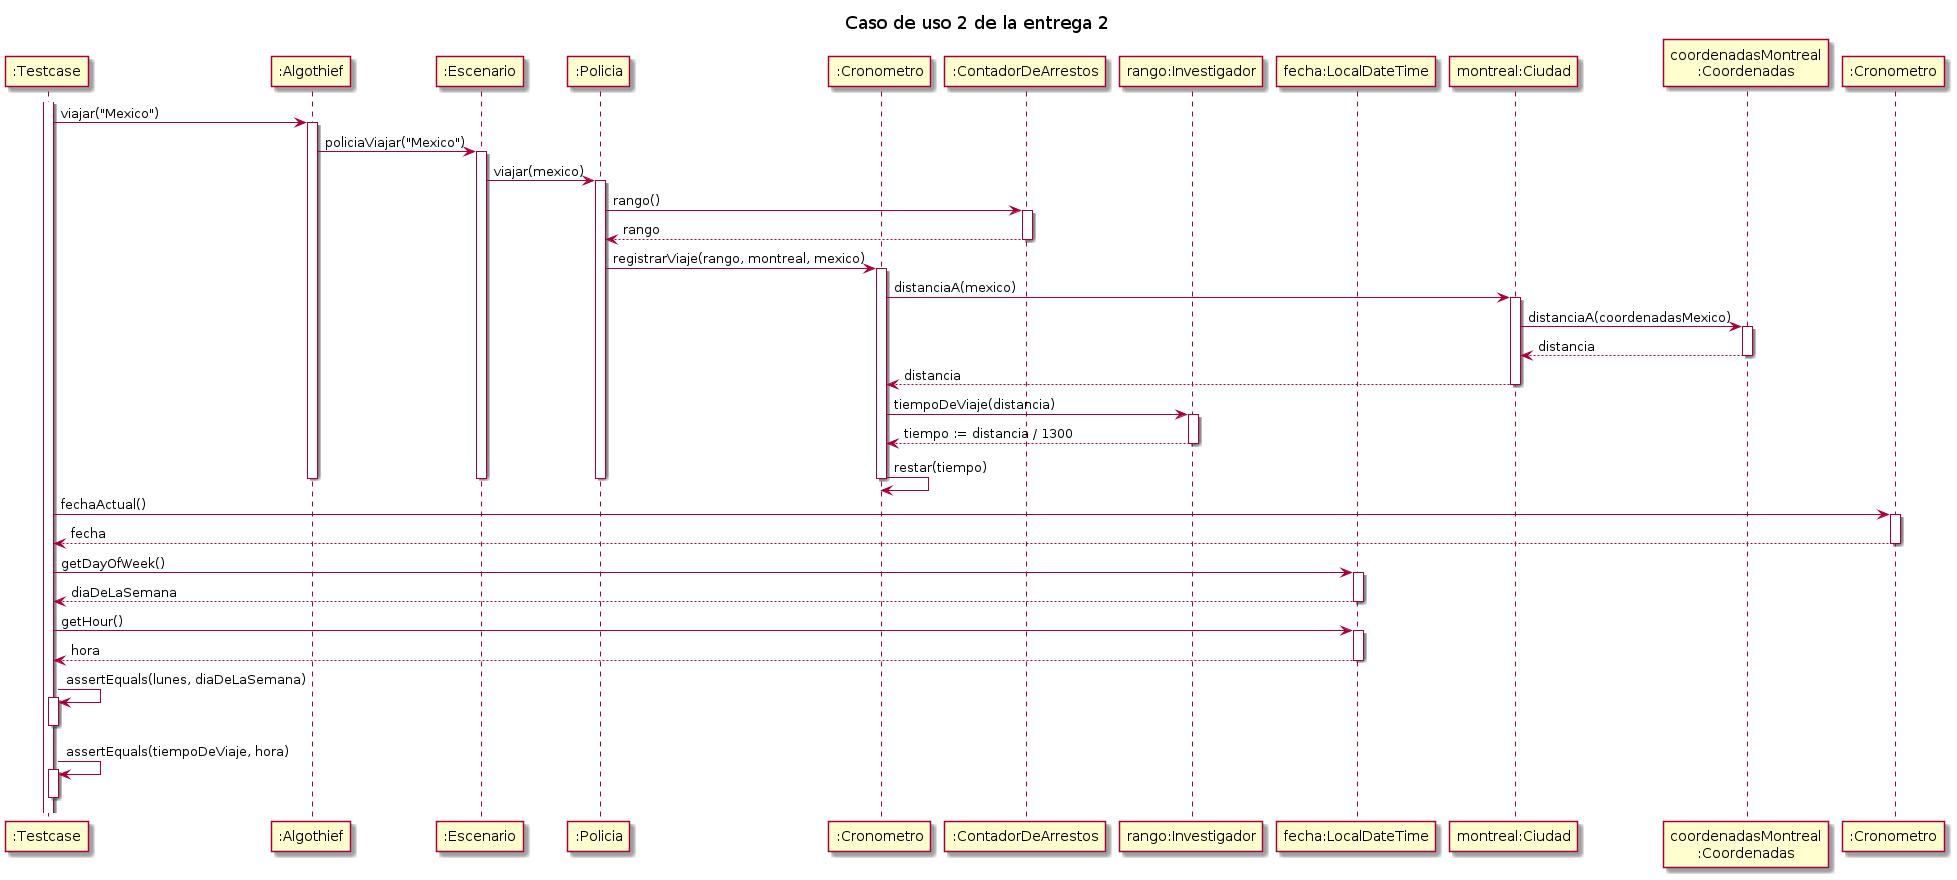 Caso de uso 2 de la entrega 2
:Testcase
:Algothief
:Escenario
:Policia
:Cronometro
:ContadorDeArrestos
rango:Investigador
fecha:LocalDateTime
montreal:Ciudad
coordenadasMontreal
:Coordenadas
:Cronometro
viajar("Mexico")
policiaViajar("Mexico")
viajar(mexico)
rango()
rango
registrarViaje(rango, montreal, mexico)
distanciaA(mexico)
distanciaA(coordenadasMexico)
distancia
distancia
tiempoDeViaje(distancia)
tiempo := distancia / 1300
restar(tiempo)
fechaActual()
fecha
getDayOfWeek()
diaDeLaSemana
getHour()
hora
assertEquals(lunes, diaDeLaSemana)
assertEquals(tiempoDeViaje, hora)
:Testcase
:Algothief
:Escenario
:Policia
:Cronometro
:ContadorDeArrestos
rango:Investigador
fecha:LocalDateTime
montreal:Ciudad
coordenadasMontreal
:Coordenadas
:Cronometro